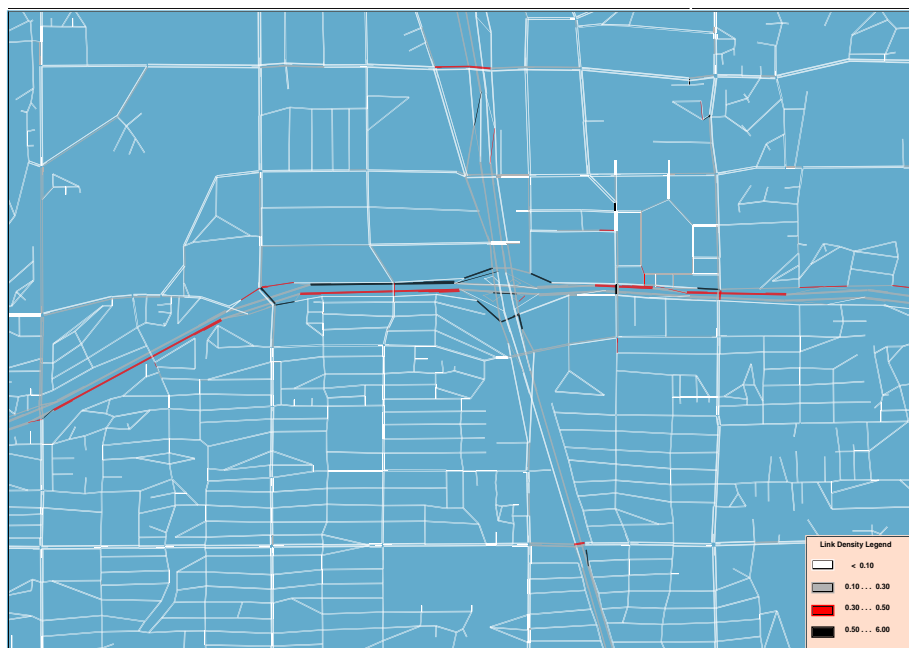 Link Density Legend
< 0.10
0.10 . . . 0.30
0.30 . . . 0.50
0.50 . . . 6.00